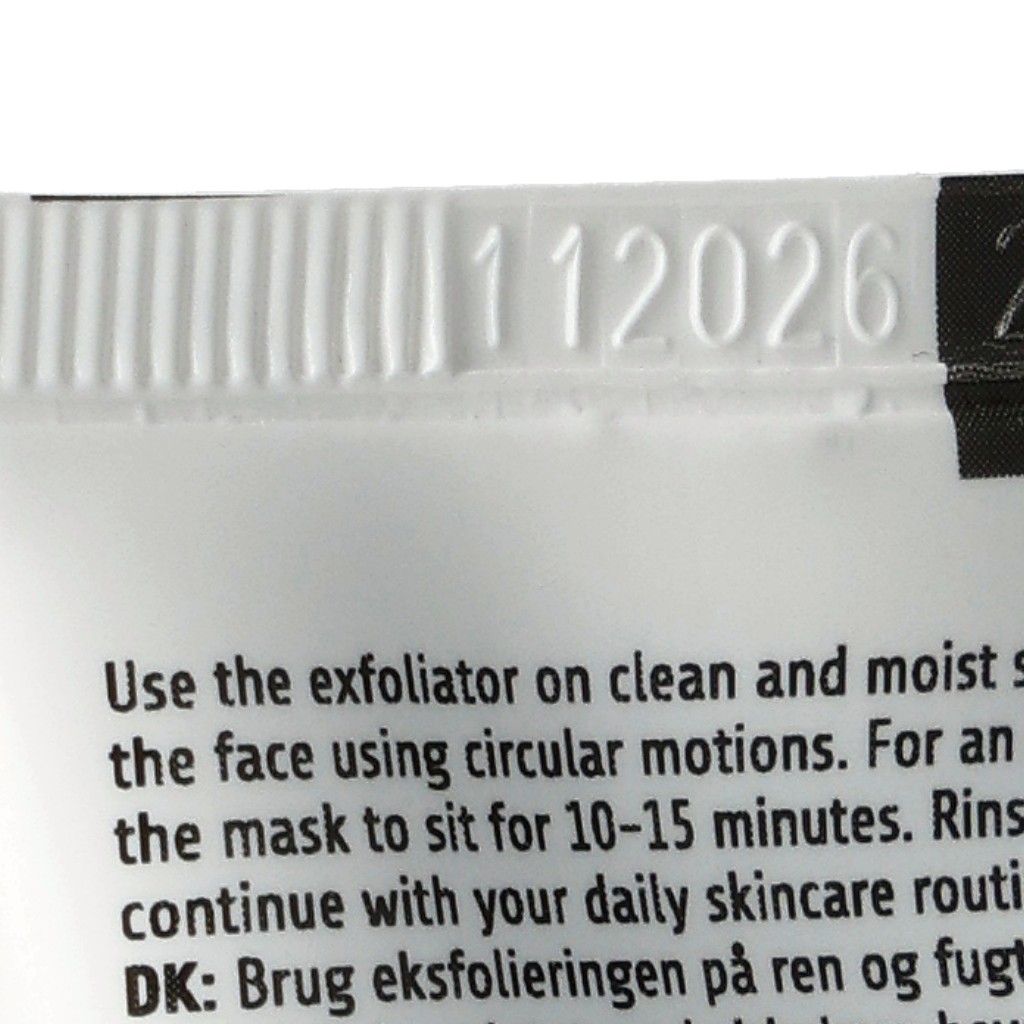 112026
Use the exfoliator on clean and moist s
the face using circular motions. For an
the mask to sit for 10–15 minutes. Rins
continue with your daily skincare routi
DK: Brug eksfolieringen på ren og fugt